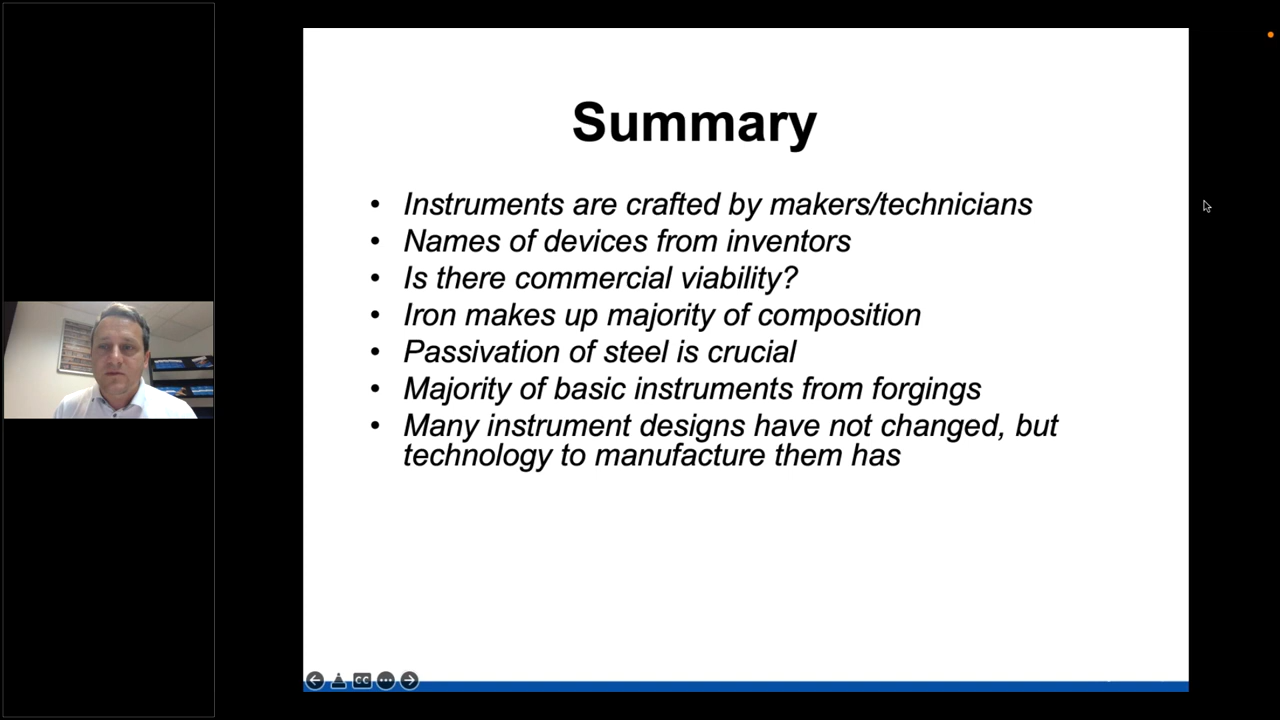 Summary
• Instruments are crafted by makers/technicians
• Names of devices from inventors
• Is there commercial viability?
• Iron makes up majority of composition
• Passivation of steel is crucial
• Majority of basic instruments from forgings
• Many instrument designs have not changed, but
technology to manufacture them has
CC